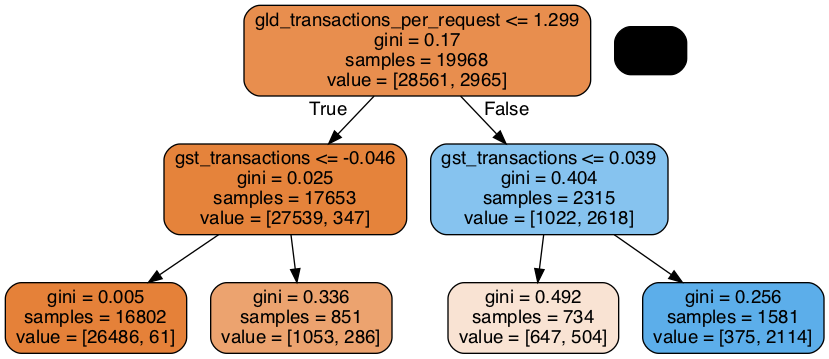 gld_transactions_per_request <= 1.299
gini = 0.17
samples = 19968
value = [28561, 2965]
True
False
gst_transactions <= -0.046
gini = 0.025
samples = 17653
value = [27539, 347]
gst_transactions <= 0.039
gini = 0.404
samples = 2315
value = [1022, 2618]
gini = 0.005
samples = 16802
value = [26486, 61]
gini = 0.336
samples = 851
value = [1053, 286]
gini = 0.492
samples = 734
value = [647, 504]
gini = 0.256
samples = 1581
value = [375, 2114]